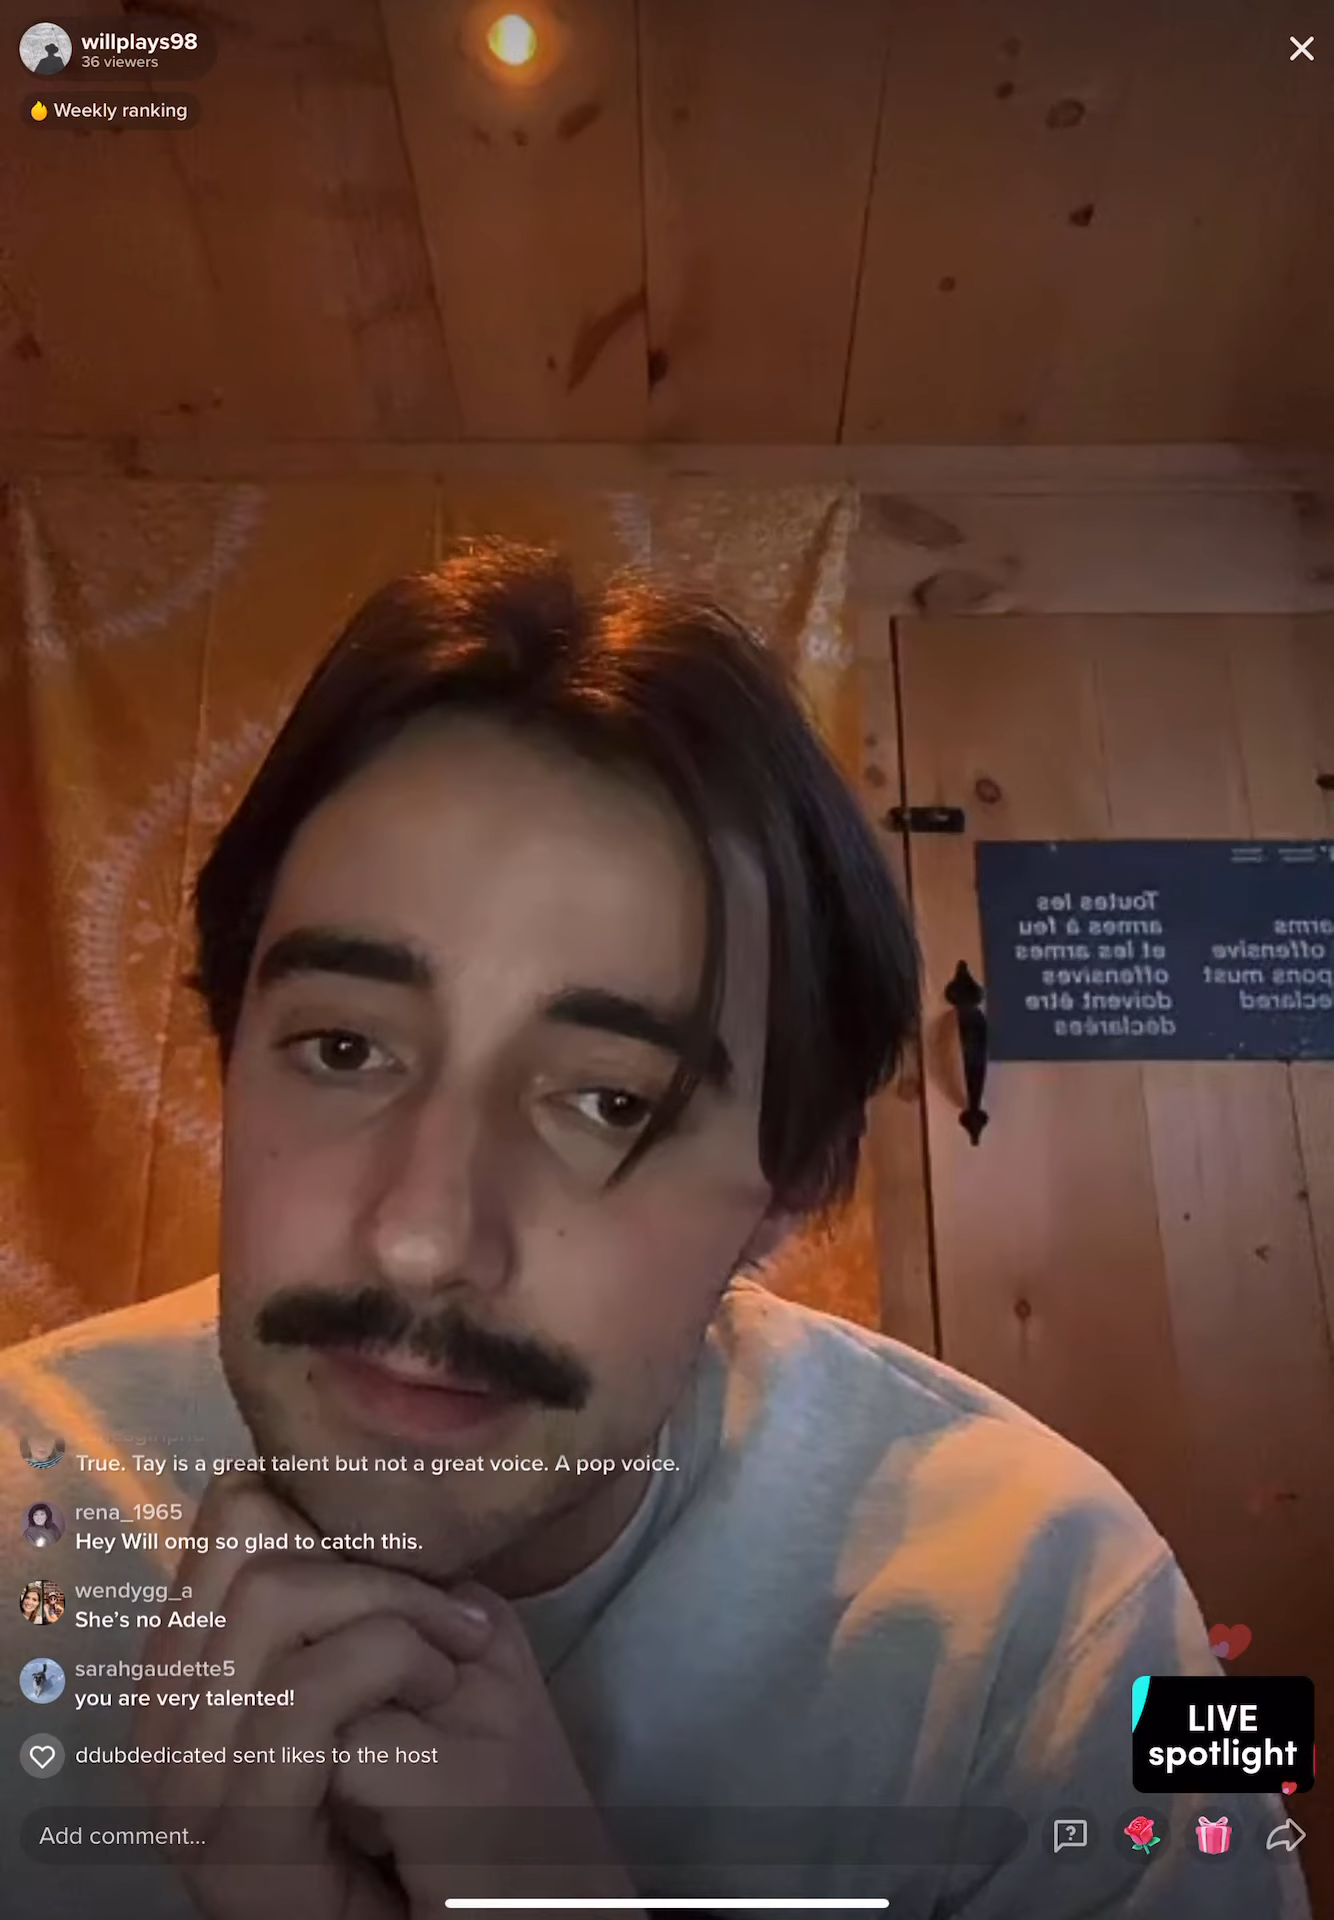 willplays98
36 viewers
Weekly ranking
Toutes les
armes à feu
et les armes
offensives
doivent être
déclarées
arms
offensive
must
True. Tay is a great talent but not a great voice. A pop voice.
rena_1965
Hey Will omg so glad to catch this.
wendygg_a
She's no Adele
sarahgaudette5
you are very talented!
ddubdedicated sent likes to the host
LIVE
spotlight
Add comment...